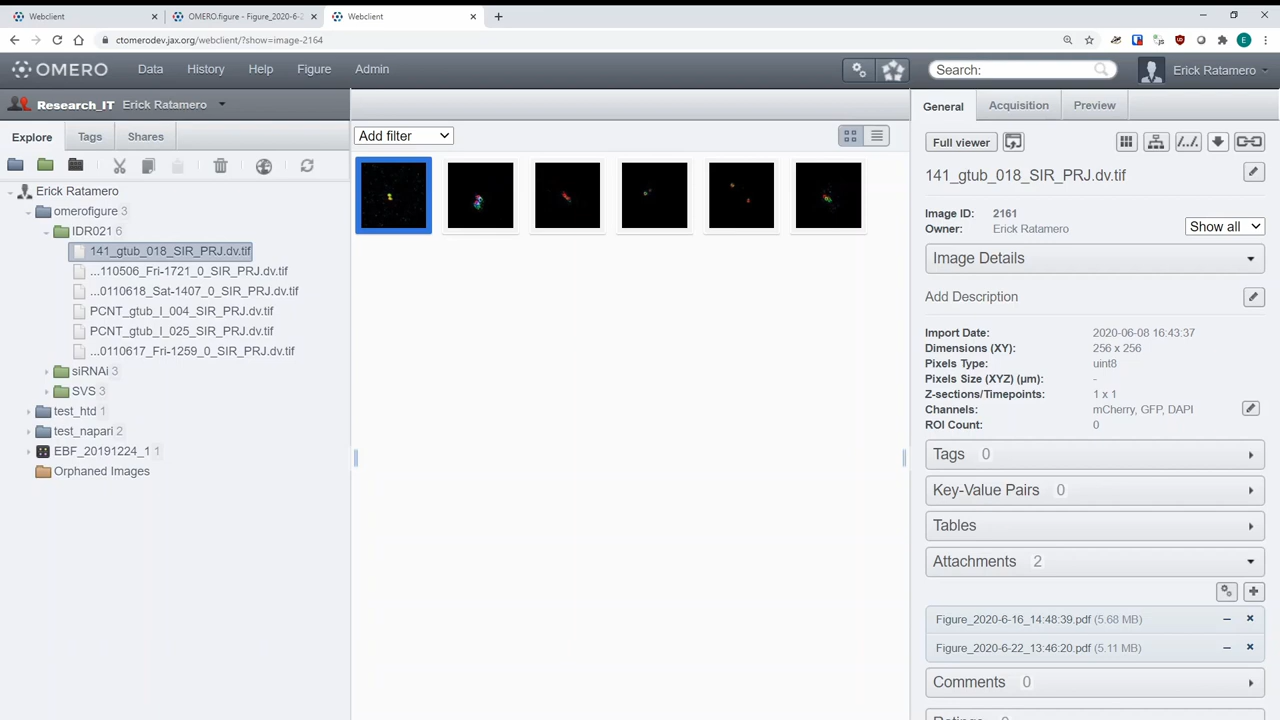 Webclient
OMERO.figure - Figure_2020-6-2
Webclient
ctomerodev.jax.org/webclient/?show=image-2164
OMERO
Data
History
Help
Figure
Admin
Search:
Erick Ratamero
Research_IT Erick Ratamero
Explore
Tags
Shares
Erick Ratamero
omerofigure 3
IDR021 6
141_gtub_018_SIR_PRJ.dv.tif
...110506_Fri-1721_0_SIR_PRJ.dv.tif
...0110618_Sat-1407_0_SIR_PRJ.dv.tif
PCNT_gtub_I_004_SIR_PRJ.dv.tif
PCNT_gtub_I_025_SIR_PRJ.dv.tif
...0110617_Fri-1259_0_SIR_PRJ.dv.tif
siRNAi 3
SVS 3
test_htd 1
test_napari 2
EBF_20191224_1 1
Orphaned Images
Add filter
General
Acquisition
Preview
Full viewer
141_gtub_018_SIR_PRJ.dv.tif
Image ID: 2161
Owner: Erick Ratamero
Show all
Image Details
Add Description
Import Date: 2020-06-08 16:43:37
Dimensions (XY): 256 x 256
Pixels Type: uint8
Pixels Size (XYZ) (µm): -
Z-sections/Timepoints: 1 x 1
Channels: mCherry, GFP, DAPI
ROI Count: 0
Tags 0
Key-Value Pairs 0
Tables
Attachments 2
Figure_2020-6-16_14:48:39.pdf (5.68 MB)
Figure_2020-6-22_13:46:20.pdf (5.11 MB)
Comments 0